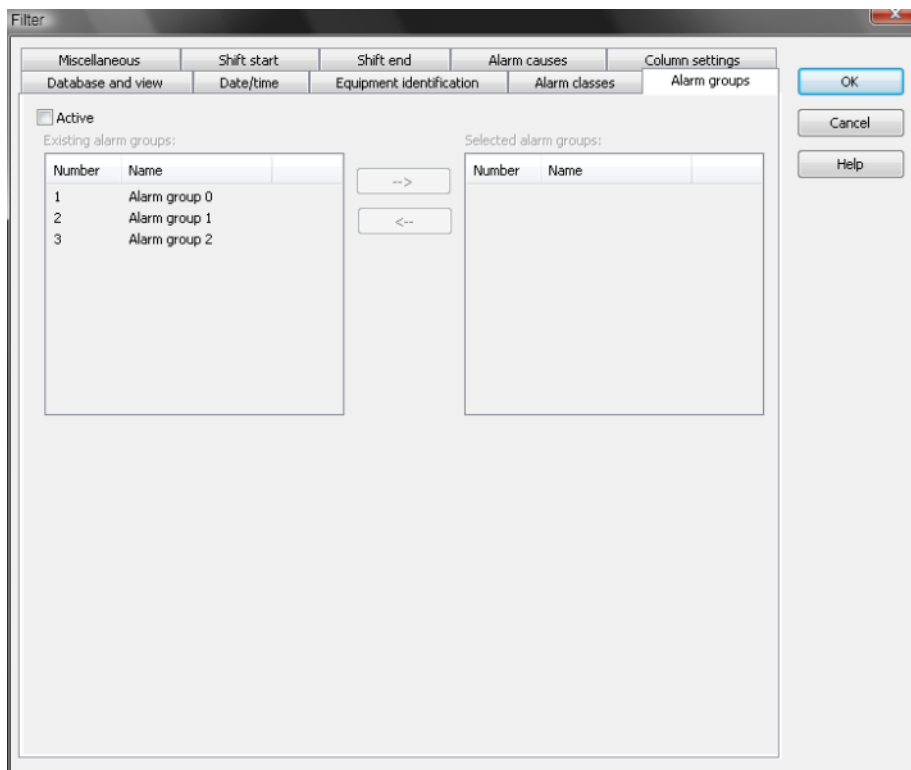 Filter
Miscellaneous Shift start Shift end Alarm causes Column settings
Database and view Date/time Equipment identification Alarm classes Alarm groups
OK
Cancel
Help
Active
Existing alarm groups: Selected alarm groups:
Number Name --> Number Name
1 Alarm group 0
2 Alarm group 1 <--
3 Alarm group 2